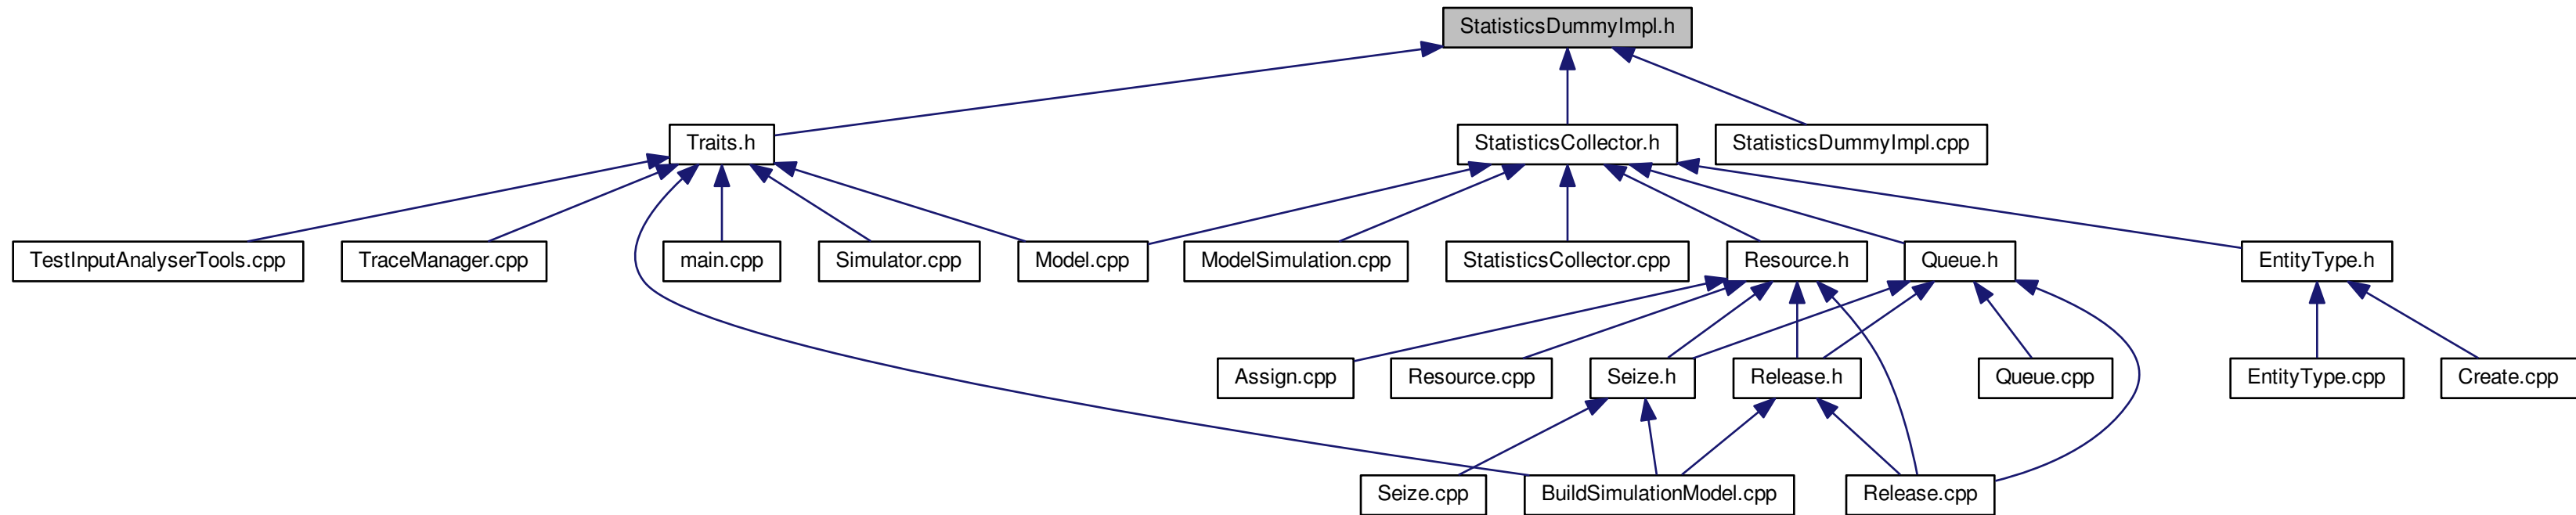 StatisticsDummyImpl.h
Traits.h
StatisticsCollector.h
StatisticsDummyImpl.cpp
TestInputAnalyserTools.cpp
TraceManager.cpp
main.cpp
Simulator.cpp
Model.cpp
ModelSimulation.cpp
StatisticsCollector.cpp
Resource.h
Queue.h
EntityType.h
Assign.cpp
Resource.cpp
Seize.h
Release.h
Queue.cpp
EntityType.cpp
Create.cpp
Seize.cpp
BuildSimulationModel.cpp
Release.cpp